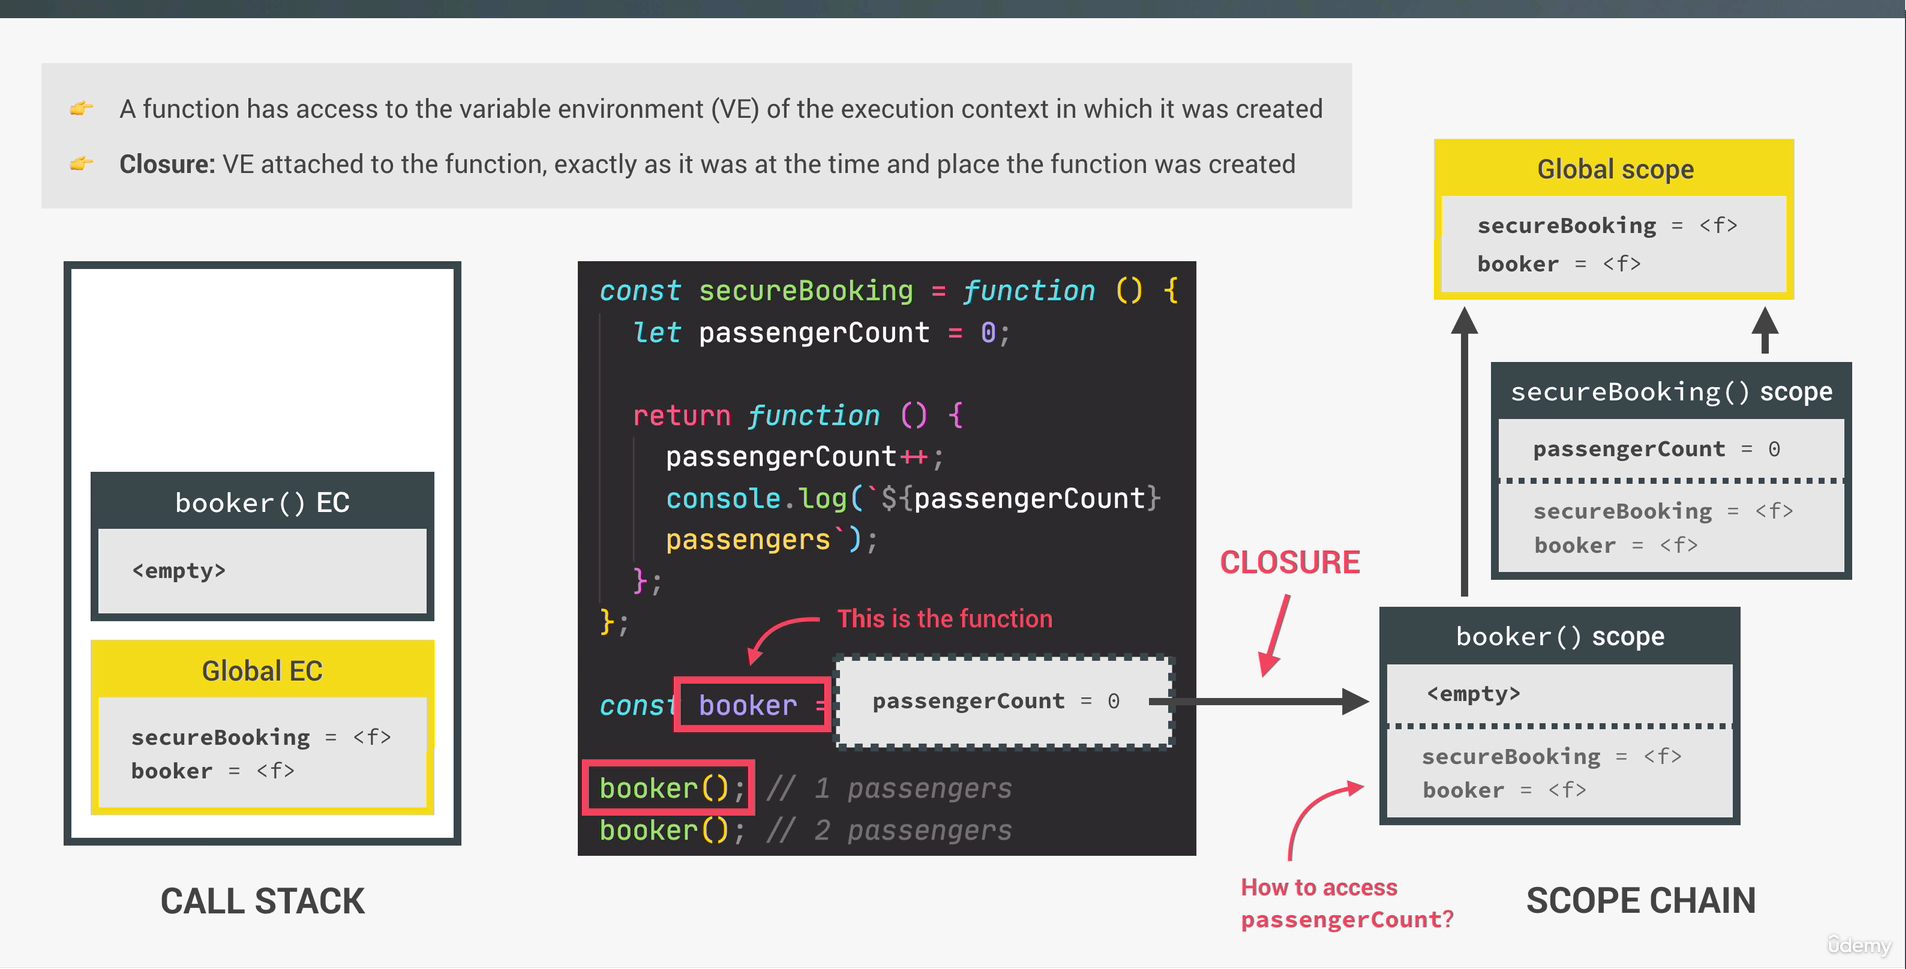 👉 A function has access to the variable environment (VE) of the execution context in which it was created
👉 Closure: VE attached to the function, exactly as it was at the time and place the function was created
booker() EC
<empty>
Global EC
secureBooking = <f>
booker = <f>
CALL STACK
const secureBooking = function () {
let passengerCount = 0;
return function () {
passengerCount++;
console.log(`${passengerCount}
passengers`);
};
};
This is the function
const booker =
passengerCount = 0
booker(); // 1 passengers
booker(); // 2 passengers
CLOSURE
How to access
passengerCount?
Global scope
secureBooking = <f>
booker = <f>
secureBooking() scope
passengerCount = 0
secureBooking = <f>
booker = <f>
booker() scope
<empty>
secureBooking = <f>
booker = <f>
SCOPE CHAIN
ûdemy